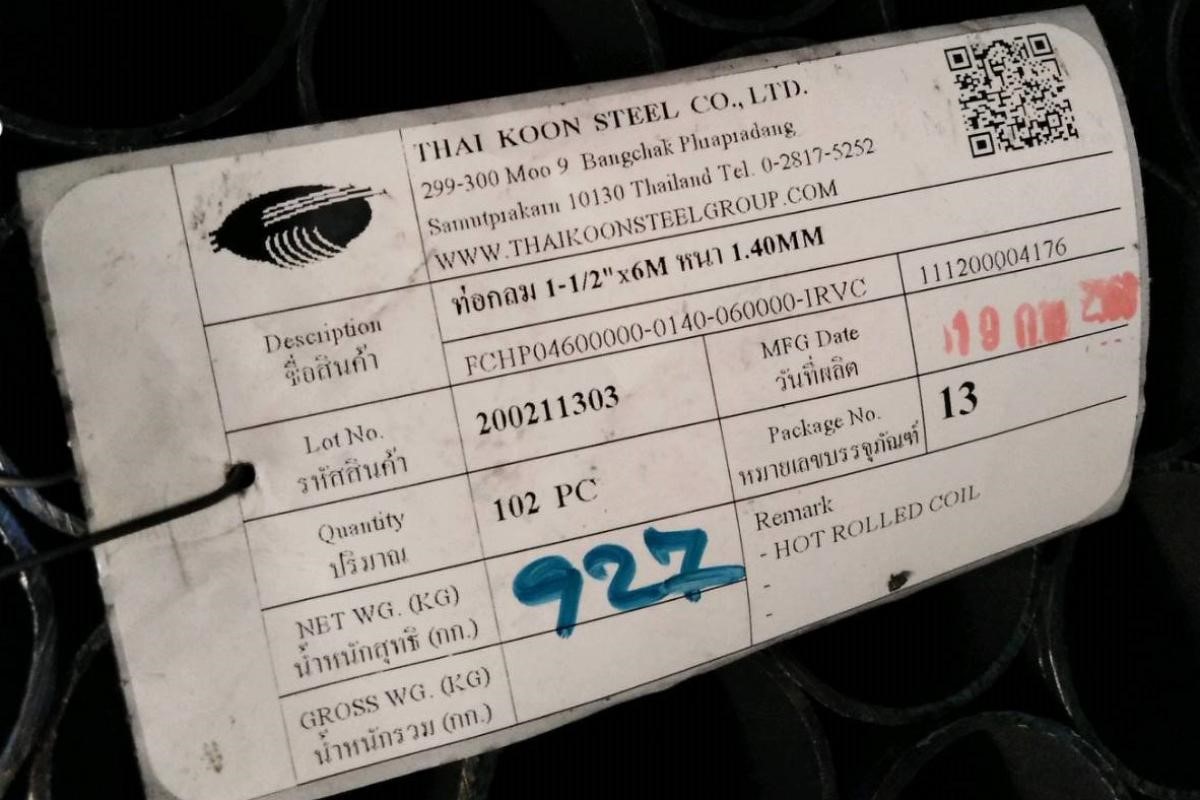 THAI KOON STEEL CO., LTD.
299-300 Moo 9 Bangchak Phapradang
Samutprakarn 10130 Thailand Tel. 0-2817-5252
WWW.THAIKOONSTEELGROUP.COM
Description
ชื่อสินค้า
ท่อกลม 1-1/2"x6M หนา 1.40MM
FCHP04600000-0140-060000-IRVC
111200004176
Lot No.
รหัสสินค้า
200211303
MFG Date
วันที่ผลิต
19 ก.พ.
Quantity
ปริมาณ
102 PC
Package No.
หมายเลขบรรจุภัณฑ์
13
NET WG. (KG)
น้ำหนักสุทธิ (กก.)
927
Remark
- HOT ROLLED COIL
-
-
GROSS WG. (KG)
น้ำหนักรวม (กก.)